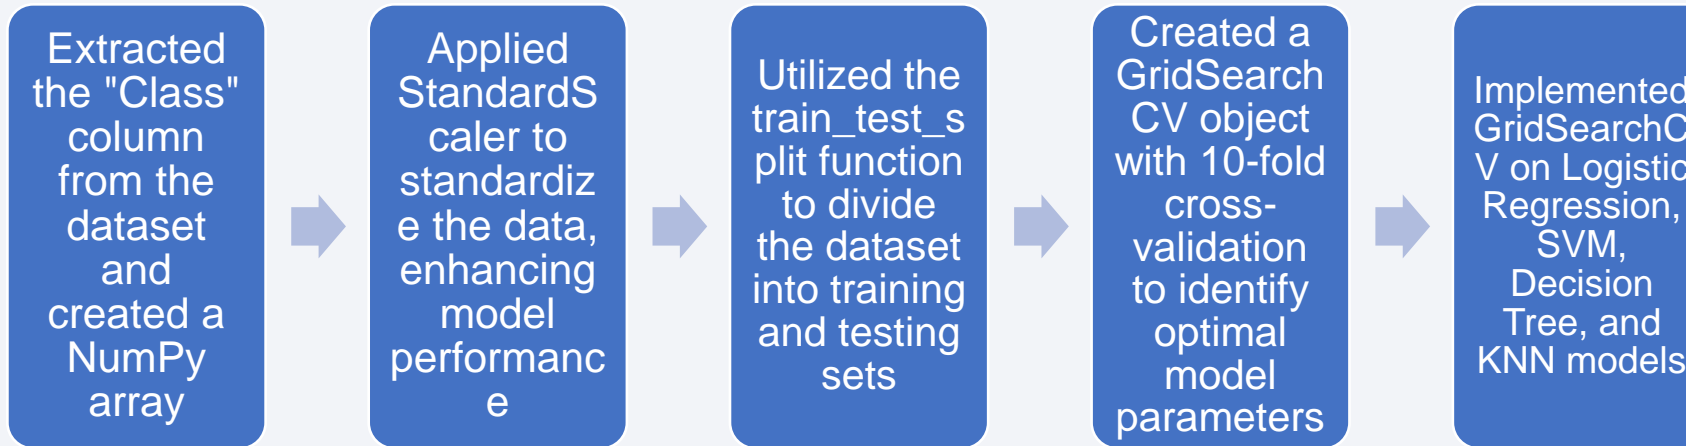 Extracted
the "Class"
column
from the
dataset
and
created a
NumPy
array
Applied
StandardS
caler to
standardiz
e the data,
enhancing
model
performanc
e
Utilized the
train_test_s
plit function
to divide
the dataset
into training
and testing
sets
Created a
GridSearch
CV object
with 10-fold
cross-
validation
to identify
optimal
model
parameters
Implemented
GridSearchC
V on Logistic
Regression,
SVM,
Decision
Tree, and
KNN models